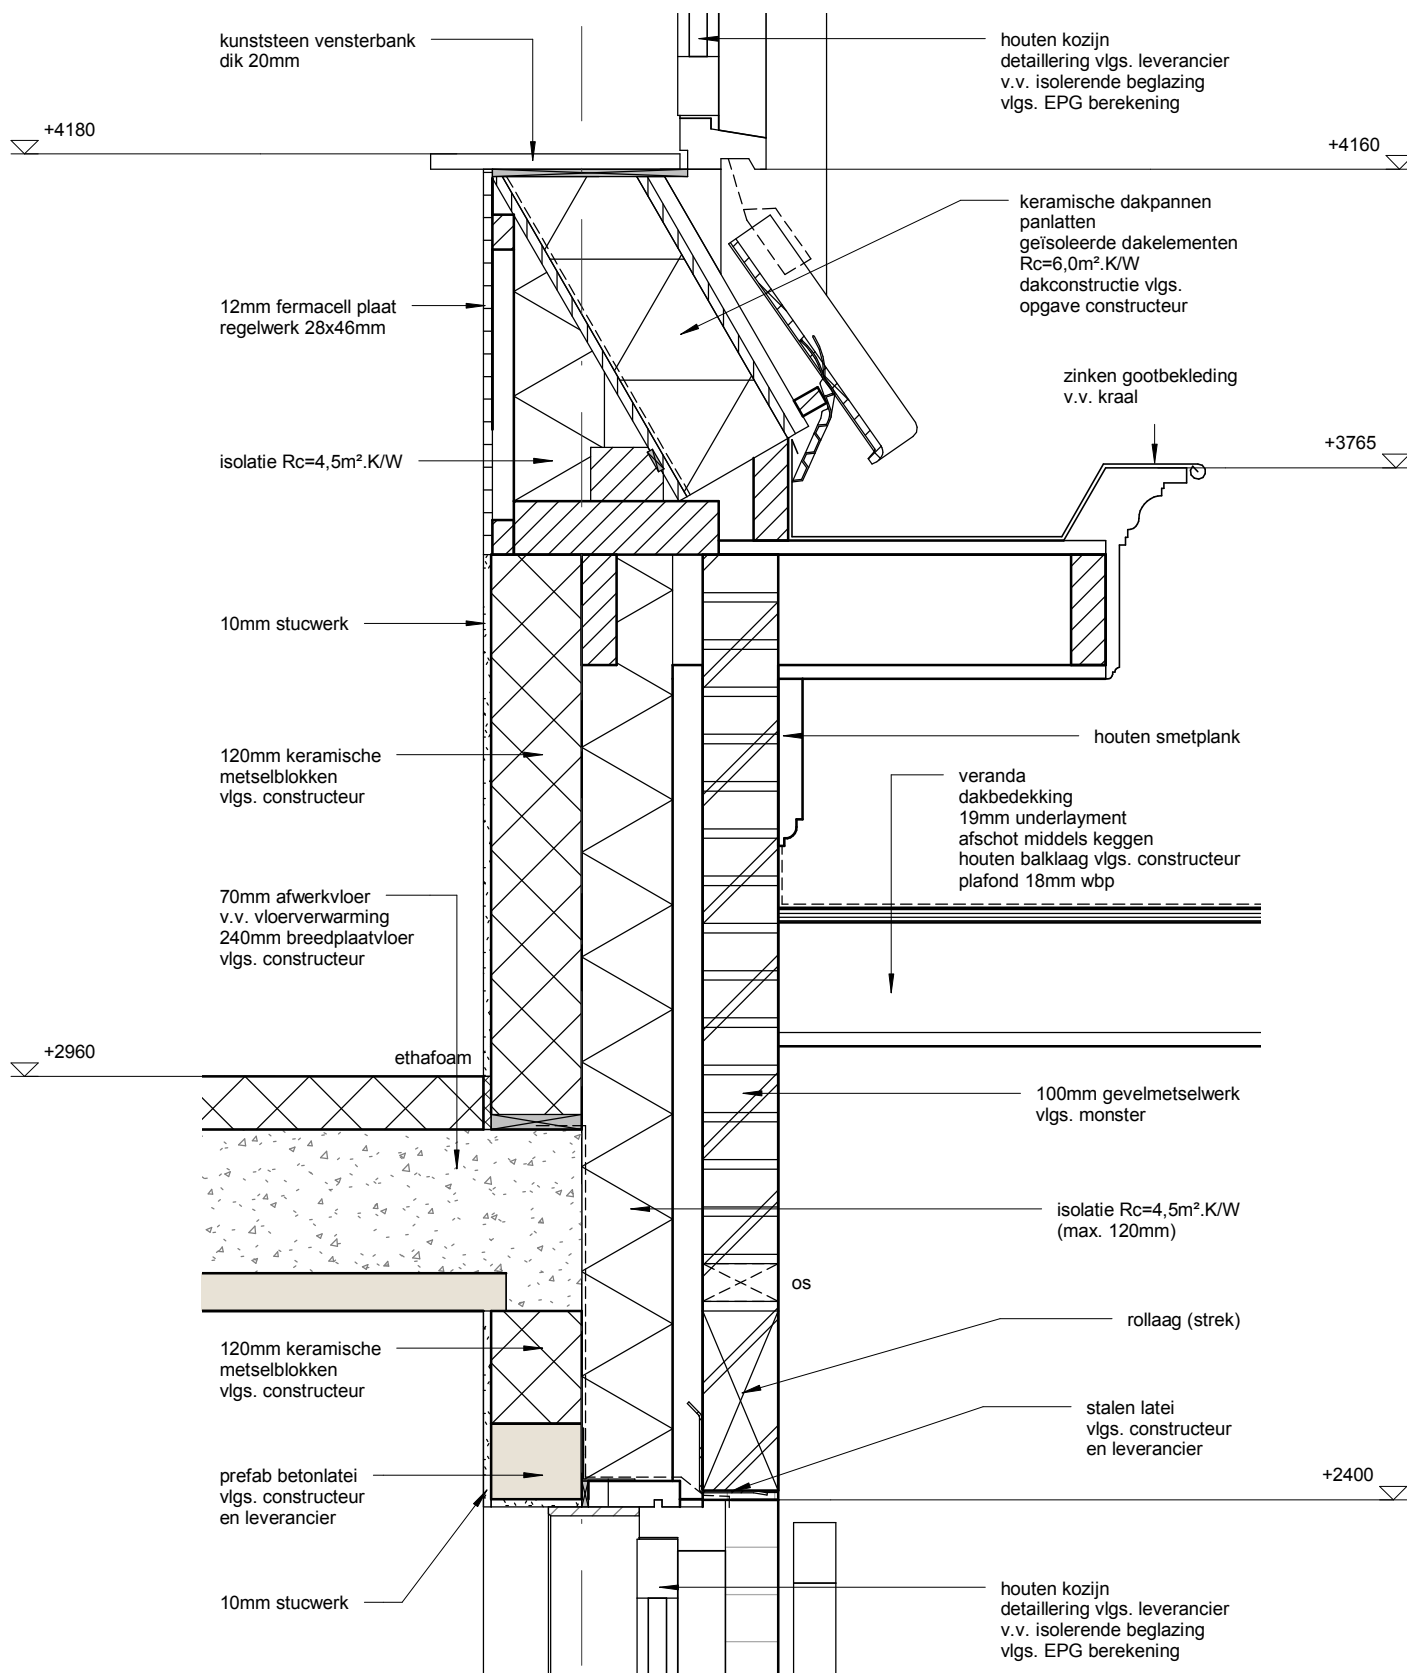 kunststeen vensterbank
dik 20mm
houten kozijn
detaillering vlgs. leverancier
v.v. isolerende beglazing
vlgs. EPG berekening
+4180
+4160
keramische dakpannen
panlatten
geïsoleerde dakelementen
Rc=6,0m².K/W
dakconstructie vlgs.
opgave constructeur
12mm fermacell plaat
regelwerk 28x46mm
zinken gootbekleding
v.v. kraal
+3765
isolatie Rc=4,5m².K/W
10mm stucwerk
houten smetplank
120mm keramische
metselblokken
vlgs. constructeur
veranda
dakbedekking
19mm underlayment
afschot middels keggen
houten balklaag vlgs. constructeur
plafond 18mm wbp
70mm afwerkvloer
v.v. vloerverwarming
240mm breedplaatvloer
vlgs. constructeur
+2960
ethafoam
100mm gevelmetselwerk
vlgs. monster
isolatie Rc=4,5m².K/W
(max. 120mm)
os
rollaag (strek)
120mm keramische
metselblokken
vlgs. constructeur
stalen latei
vlgs. constructeur
en leverancier
prefab betonlatei
vlgs. constructeur
en leverancier
+2400
10mm stucwerk
houten kozijn
detaillering vlgs. leverancier
v.v. isolerende beglazing
vlgs. EPG berekening